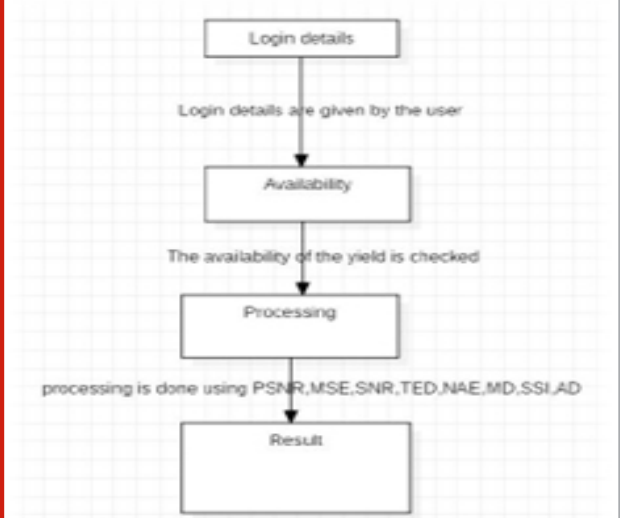 Login details
Login details are given by the user
Availability
The availability of the yield is checked
Processing
processing is done using PSNR,MSE,SNR,TED,NAE,MD,SSI,AD
Result